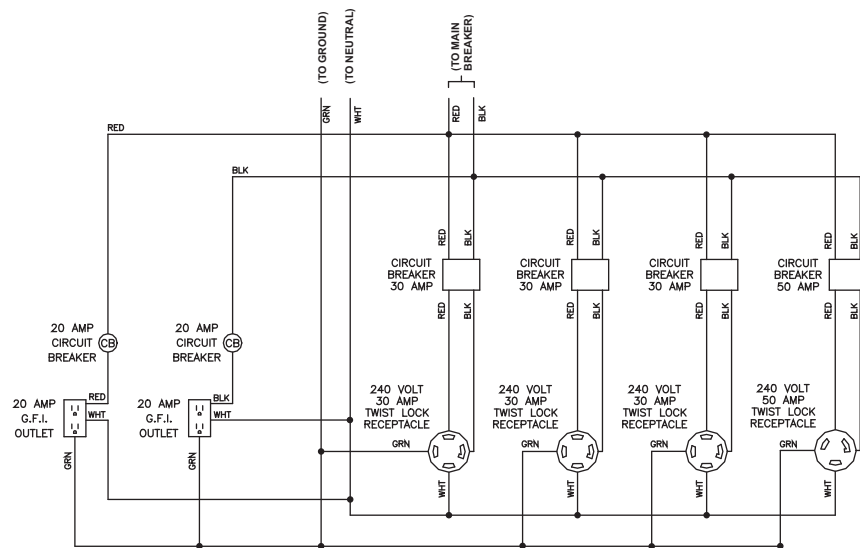 (TO GROUND)
(TO NEUTRAL)
(TO MAIN
BREAKER)
GRN
WHT
RED
BLK
RED
BLK
RED
BLK
RED
BLK
RED
BLK
RED
BLK
CIRCUIT
BREAKER
30 AMP
CIRCUIT
BREAKER
30 AMP
CIRCUIT
BREAKER
30 AMP
CIRCUIT
BREAKER
50 AMP
RED
BLK
RED
BLK
RED
BLK
RED
BLK
20 AMP
CIRCUIT
BREAKER
CB
20 AMP
CIRCUIT
BREAKER
CB
20 AMP
G.F.I.
OUTLET
RED
WHT
GRN
20 AMP
G.F.I.
OUTLET
BLK
WHT
GRN
240 VOLT
30 AMP
TWIST LOCK
RECEPTACLE
GRN
WHT
240 VOLT
30 AMP
TWIST LOCK
RECEPTACLE
GRN
WHT
240 VOLT
30 AMP
TWIST LOCK
RECEPTACLE
GRN
WHT
240 VOLT
50 AMP
TWIST LOCK
RECEPTACLE
GRN
WHT